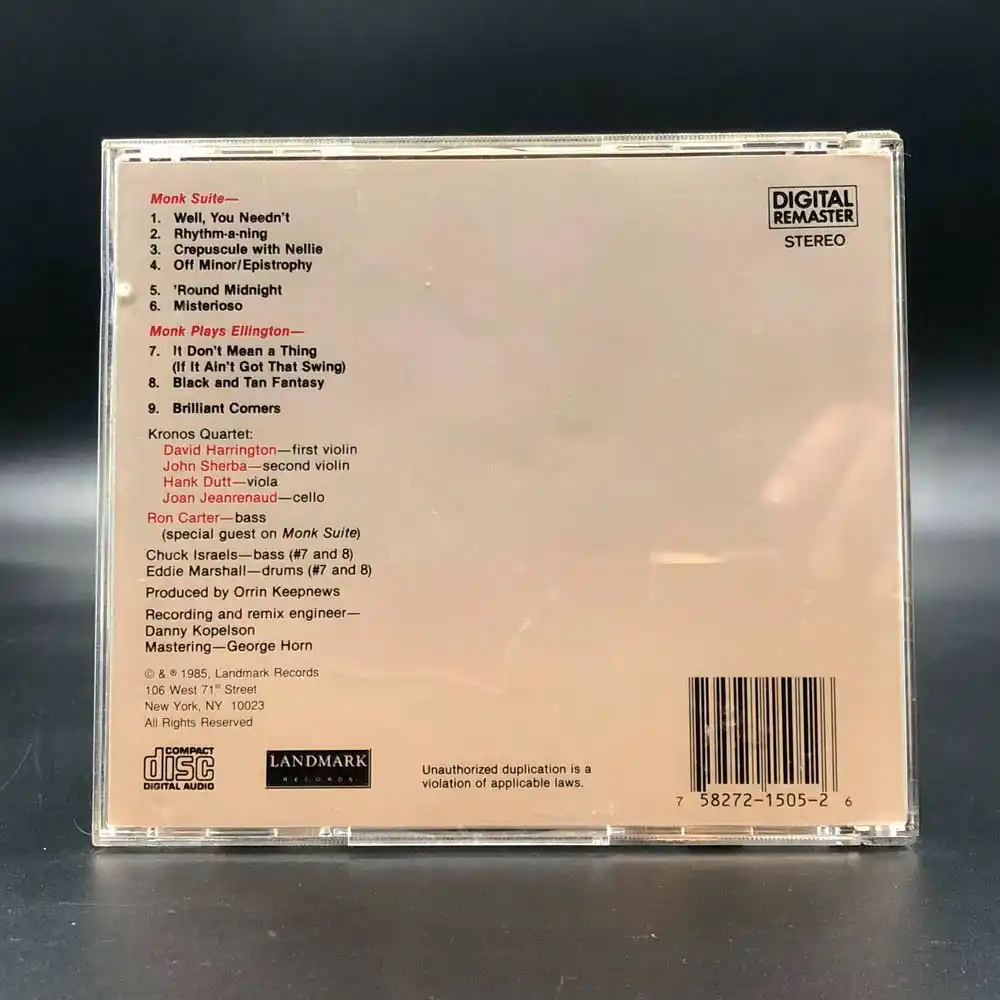 Monk Suite—
1. Well, You Needn't
2. Rhythm-a-ning
3. Crepuscule with Nellie
4. Off Minor/Epistrophy
5. 'Round Midnight
6. Misterioso
Monk Plays Ellington—
7. It Don't Mean a Thing
(If It Ain't Got That Swing)
8. Black and Tan Fantasy
9. Brilliant Corners
Kronos Quartet:
David Harrington—first violin
John Sherba—second violin
Hank Dutt—viola
Joan Jeanrenaud—cello
Ron Carter—bass
(special guest on Monk Suite)
Chuck Israels—bass (#7 and 8)
Eddie Marshall—drums (#7 and 8)
Produced by Orrin Keepnews
Recording and remix engineer—
Danny Kopelson
Mastering—George Horn
© & ℗ 1985, Landmark Records
106 West 71st Street
New York, NY 10023
All Rights Reserved
COMPACT
disc
DIGITAL AUDIO
LANDMARK
RECORDS
Unauthorized duplication is a
violation of applicable laws.
DIGITAL
REMASTER
STEREO
7 58272-1505-2 6